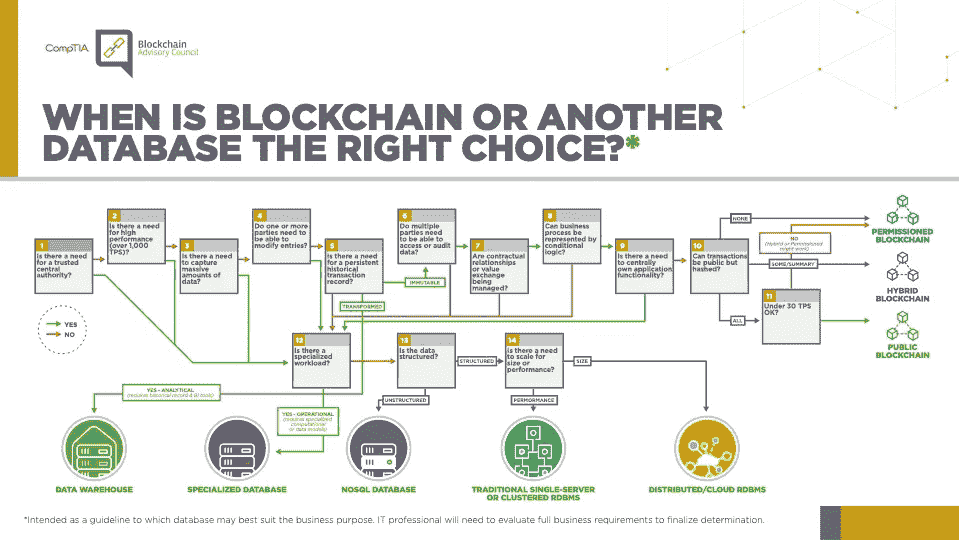 CompTIA
Blockchain
Advisory Council
WHEN IS BLOCKCHAIN OR ANOTHER
DATABASE THE RIGHT CHOICE?*
1
Is there a need
for a trusted
central
authority?
2
Is there a need
for high
performance
(over 1,000
TPS)?
3
Is there a need
to capture
massive
amounts of
data?
4
Do one or more
parties need to
be able to
modify entries?
5
Is there a need
for a persistent
historical
transaction
record?
6
Do multiple
parties need
to be able to
access or audit
data?
7
Are contractual
relationships
or value
exchange
being
managed?
8
Can business
process be
represented by
conditional
logic?
9
Is there a need
to centrally
own application
functionality?
10
Can transactions
be public but
hashed?
11
Under 30 TPS
OK?
NONE
NO
(Hybrid or Permissioned
might work)
SOME/SUMMARY
ALL
PERMISSIONED
BLOCKCHAIN
HYBRID
BLOCKCHAIN
PUBLIC
BLOCKCHAIN
IMMUTABLE
TRANSFORMED
YES
NO
12
Is there a
specialized
workload?
13
Is the data
structured?
STRUCTURED
14
Is there a need
to scale for
size or
performance?
SIZE
YES - ANALYTICAL
(requires historical record & BI tools)
YES - OPERATIONAL
(requires specialized
computational
or data models)
UNSTRUCTURED
PERMORMANCE
DATA WAREHOUSE
SPECIALIZED DATABASE
NOSQL DATABASE
TRADITIONAL SINGLE-SERVER
OR CLUSTERED RDBMS
DISTRIBUTED/CLOUD RDBMS
*Intended as a guideline to which database may best suit the business purpose. IT professional will need to evaluate full business requirements to finalize determination.